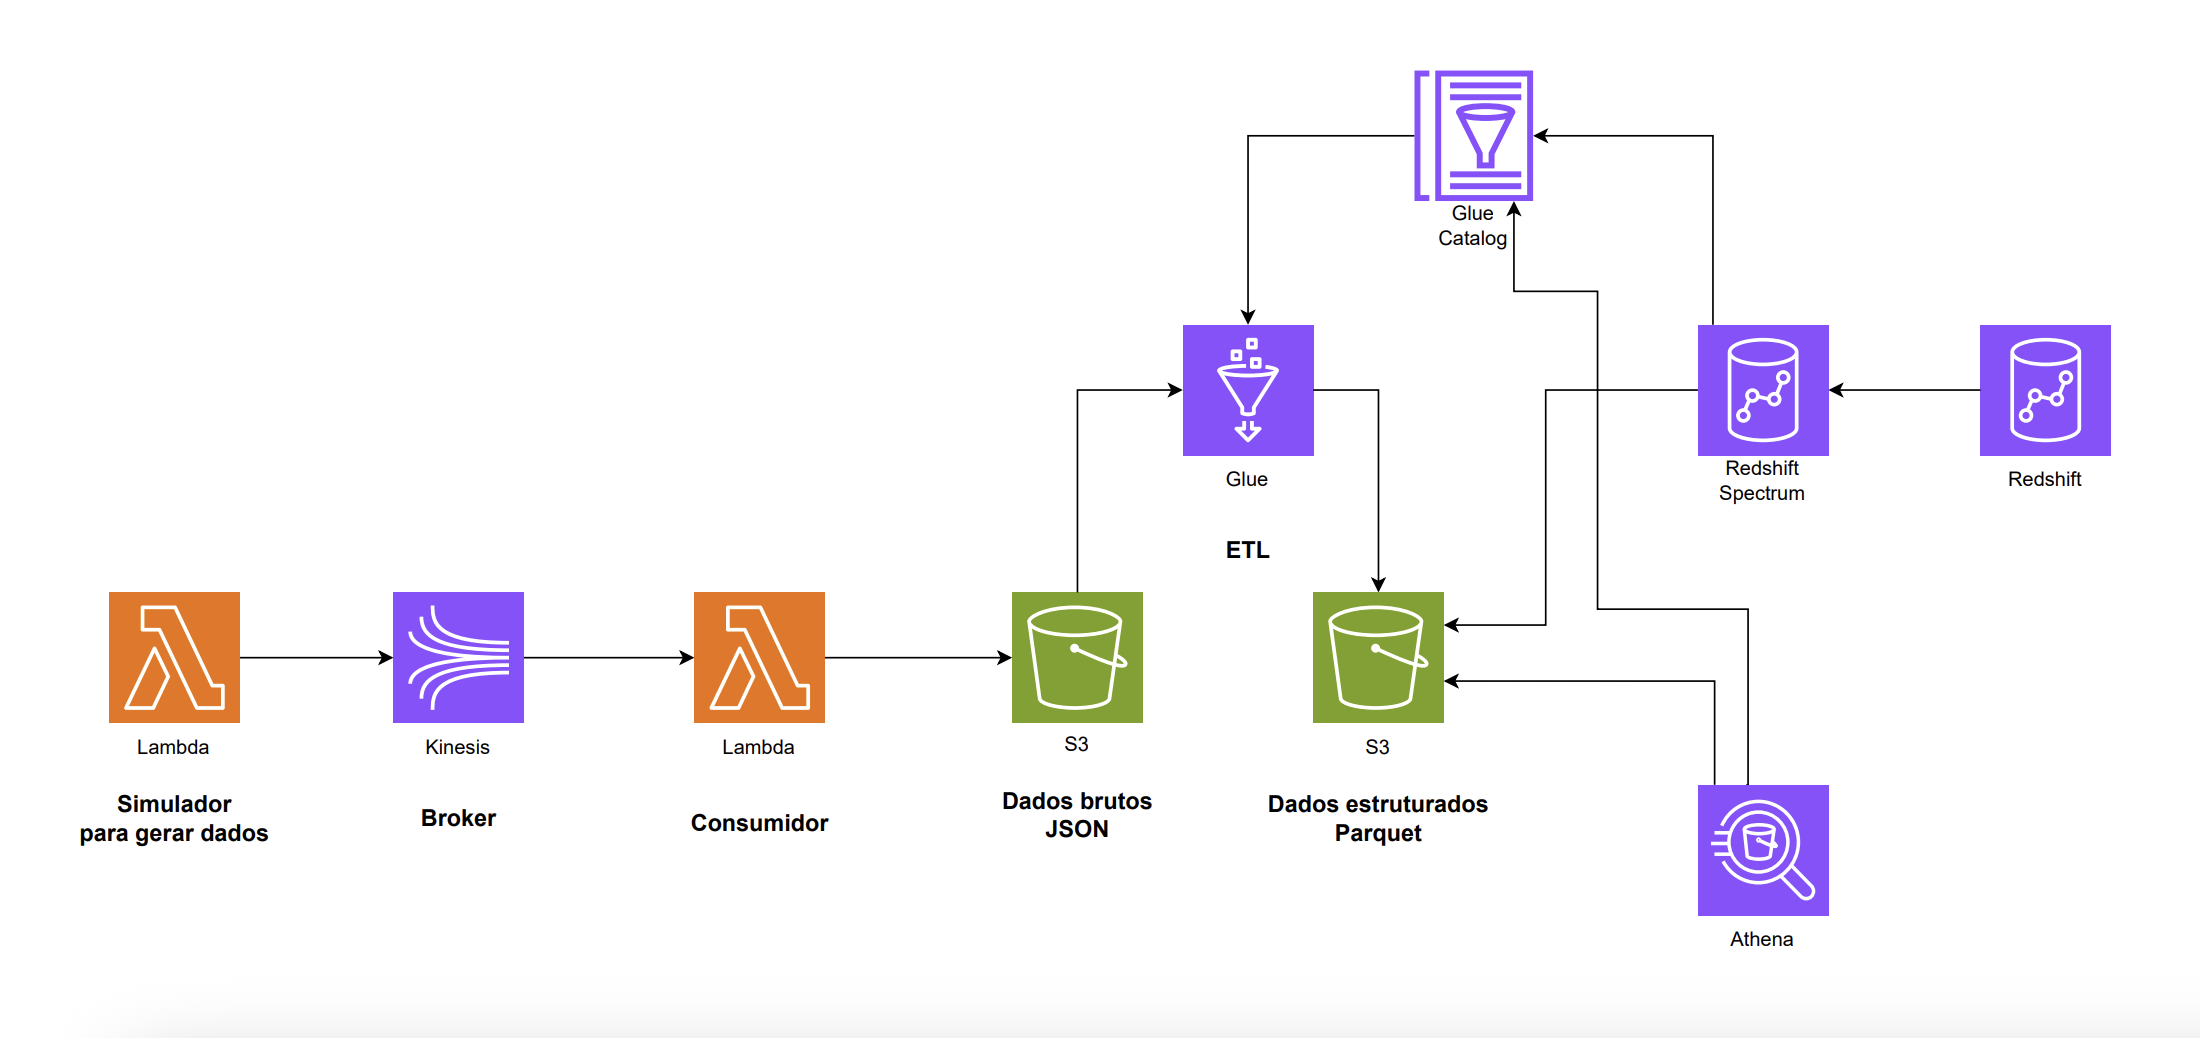 Glue
Catalog
Glue
ETL
Redshift
Spectrum
Redshift
Lambda
Simulador
para gerar dados
Kinesis
Broker
Lambda
Consumidor
S3
Dados brutos
JSON
S3
Dados estruturados
Parquet
Athena